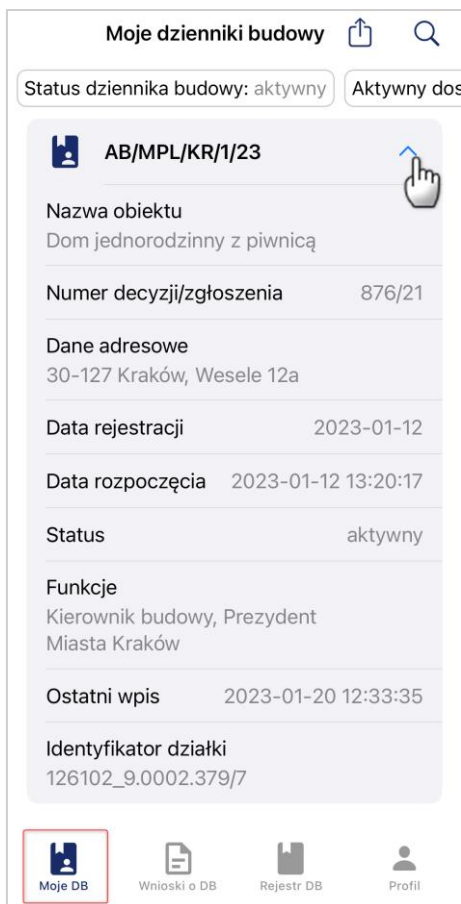 Moje dzienniki budowy
Status dziennika budowy: aktywny Aktywny dos
AB/MPL/KR/1/23
Nazwa obiektu
Dom jednorodzinny z piwnicą
Numer decyzji/zgłoszenia 876/21
Dane adresowe
30-127 Kraków, Wesele 12a
Data rejestracji 2023-01-12
Data rozpoczęcia 2023-01-12 13:20:17
Status aktywny
Funkcje
Kierownik budowy, Prezydent
Miasta Kraków
Ostatni wpis 2023-01-20 12:33:35
Identyfikator działki
126102_9.0002.379/7
Moje DB Wnioski o DB Rejestr DB Profil